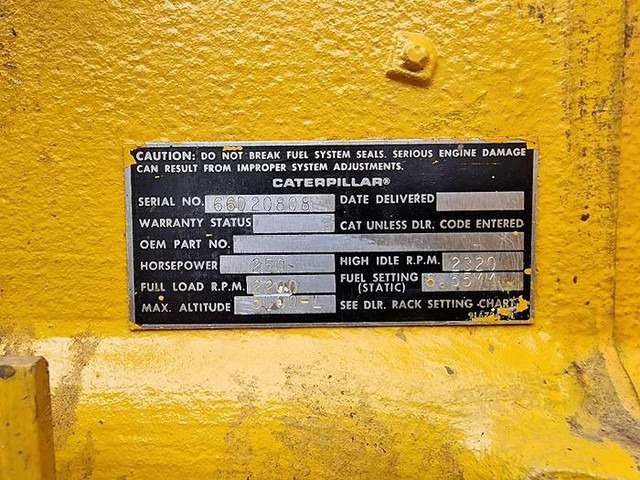 CAUTION: DO NOT BREAK FUEL SYSTEM SEALS. SERIOUS ENGINE DAMAGE
CAN RESULT FROM IMPROPER SYSTEM ADJUSTMENTS.
CATERPILLAR®
SERIAL NO. 66D20808 DATE DELIVERED
WARRANTY STATUS CAT UNLESS DLR. CODE ENTERED
OEM PART NO.
HORSEPOWER 250 HIGH IDLE R.P.M. 2320
FULL LOAD R.P.M. 2200 FUEL SETTING (STATIC)
MAX. ALTITUDE SEE DLR. RACK SETTING CHART